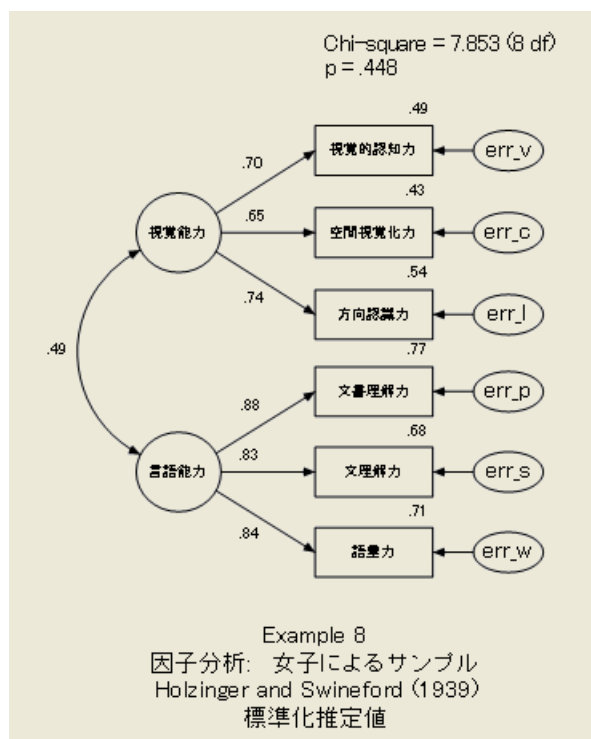 Chi-square = 7.853 (8 df)
p = .448
.49
視覚的認知力
err_v
.70
.43
視覚能力
.65
空間視覚化力
err_c
.54
.74
方向認識力
err_l
.49
.77
文書理解力
err_p
.88
.68
言語能力
.83
文理解力
err_s
.71
.84
語彙力
err_w
Example 8
因子分析: 女子によるサンプル
Holzinger and Swineford (1939)
標準化推定値